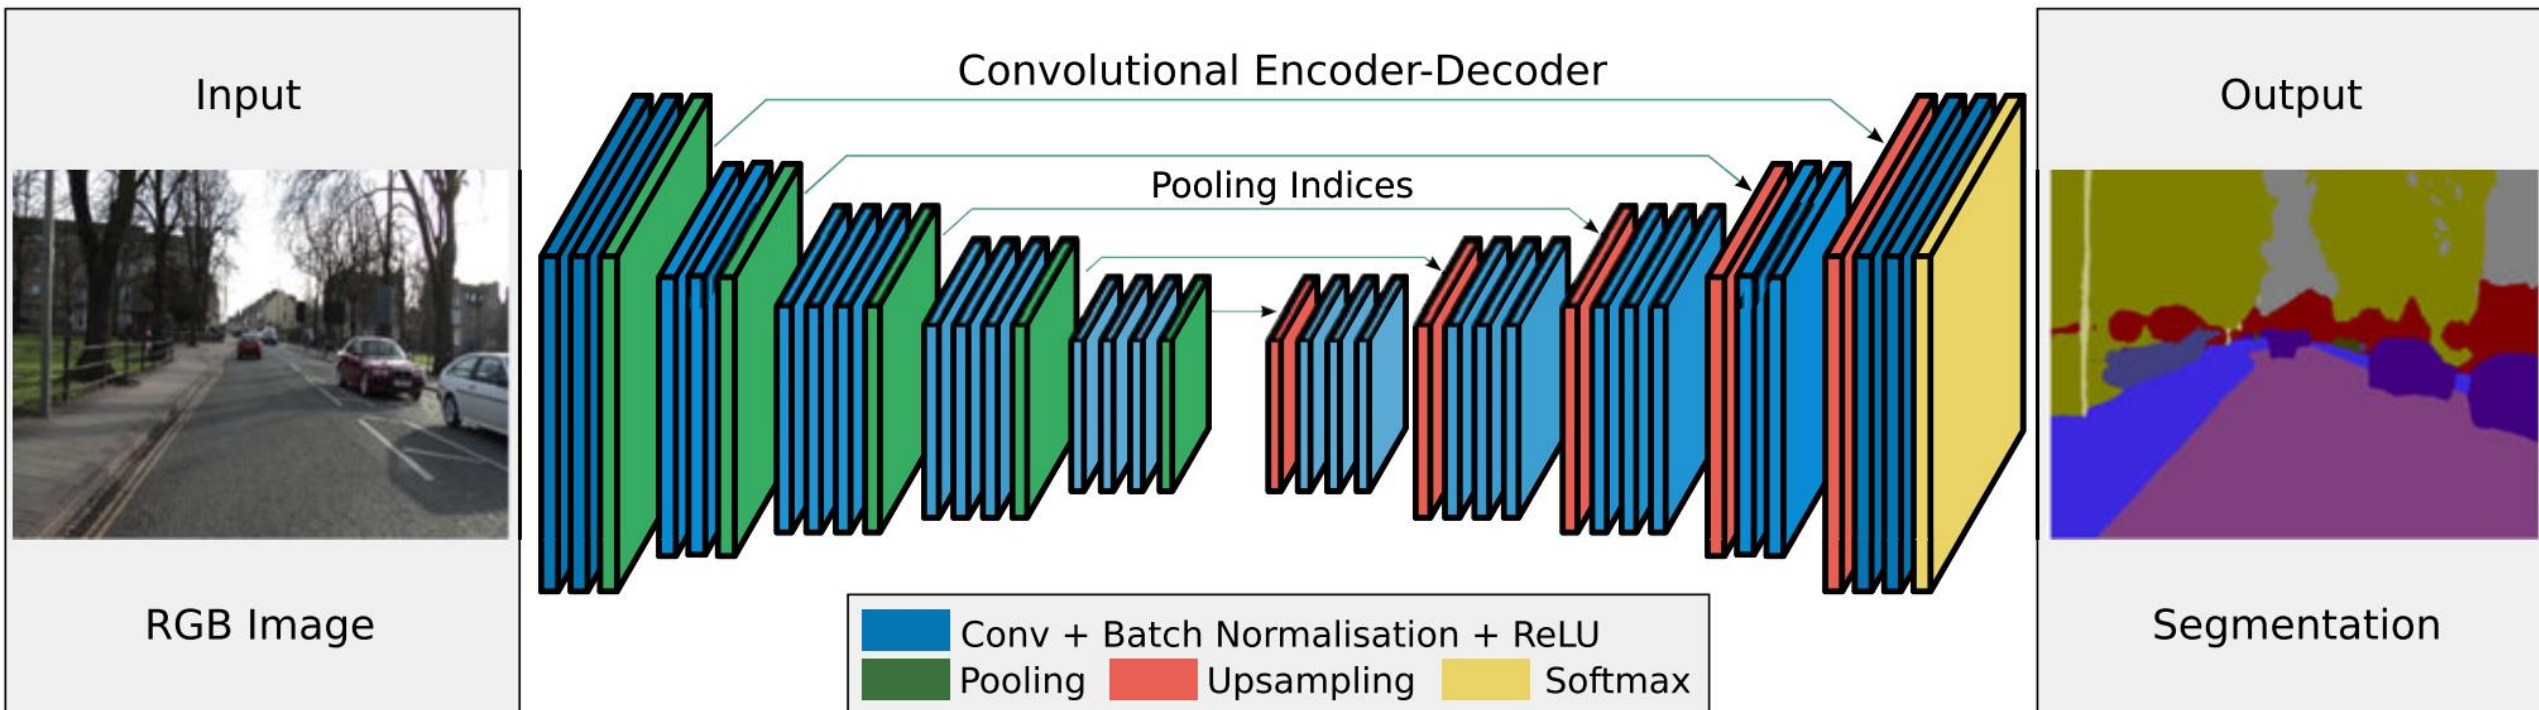 Input
Convolutional Encoder-Decoder
Output
Pooling Indices
RGB Image
Segmentation
Conv + Batch Normalisation + ReLU
Pooling Upsampling Softmax